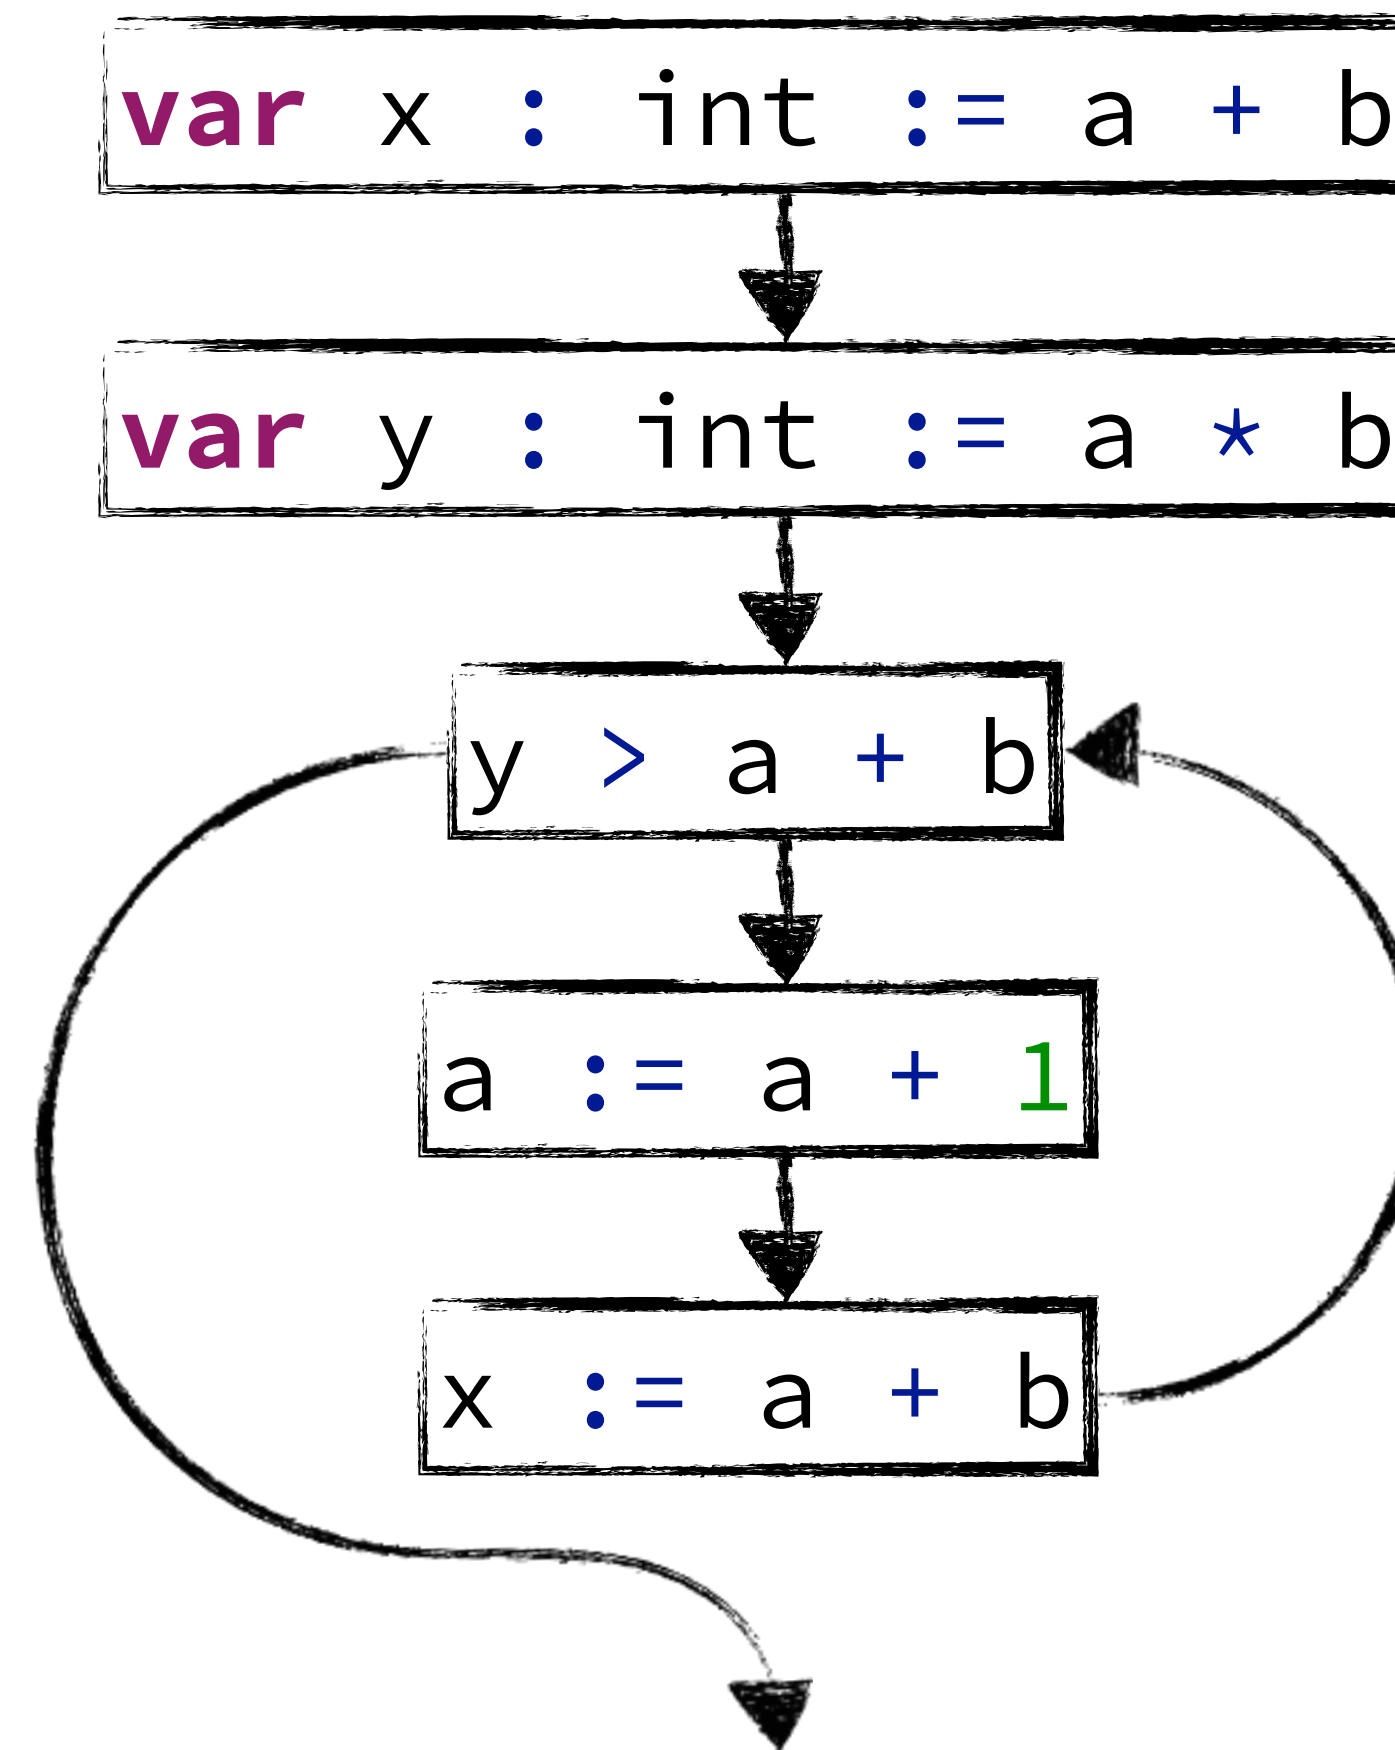 var x : int := a + b
var y : int := a * b
y > a + b
a := a + 1
x := a + b